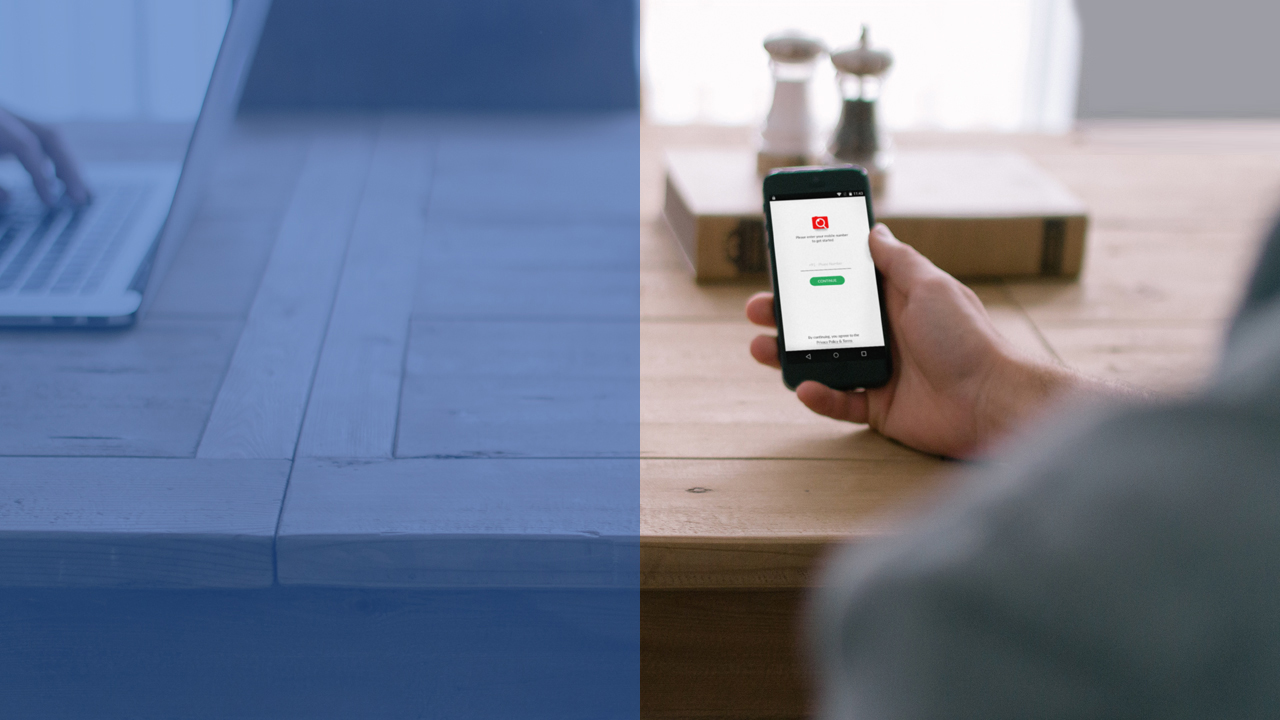 Please enter your mobile number
to get started
CONTINUE
By continuing, you agree to the
Privacy Policy & Terms